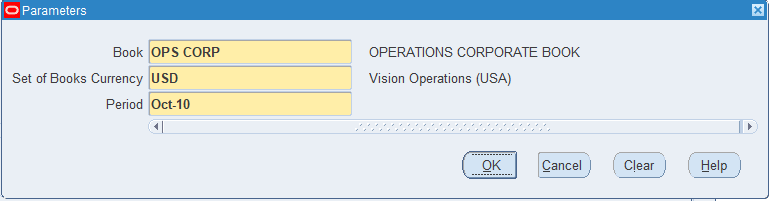 Parameters
Book OPS CORP OPERATIONS CORPORATE BOOK
Set of Books Currency USD Vision Operations (USA)
Period Oct-10
OK Cancel Clear Help